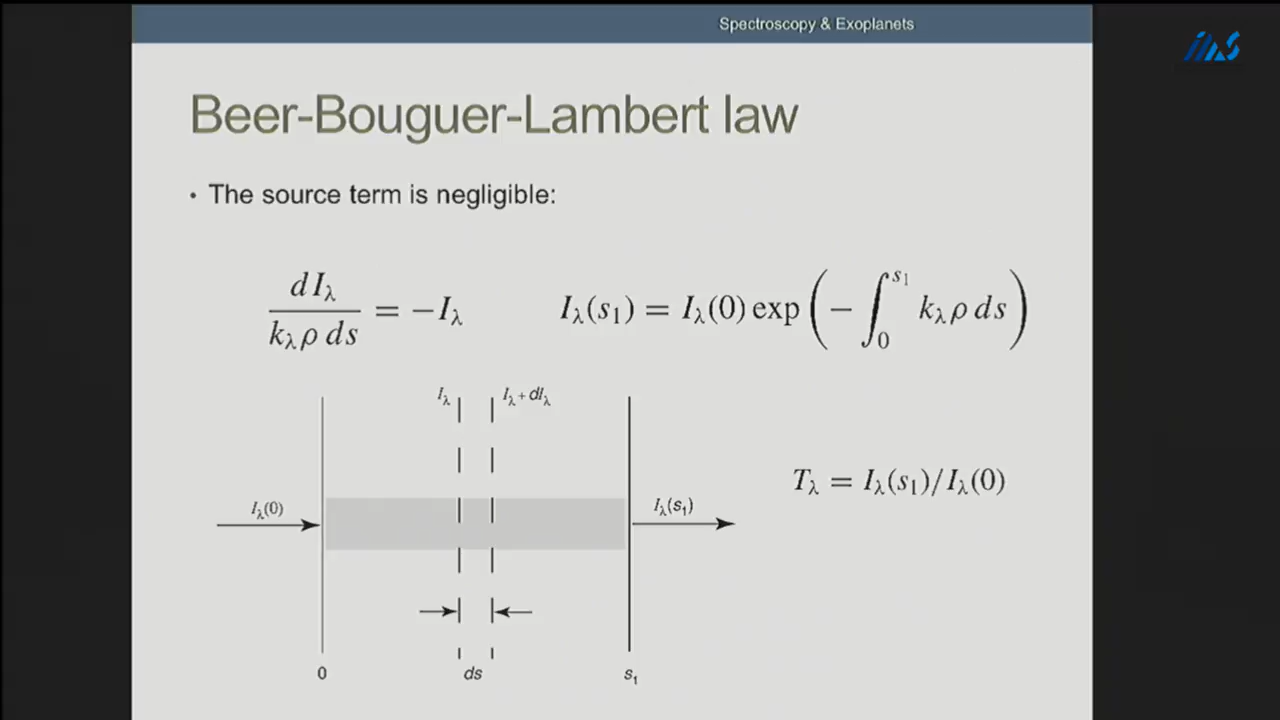 Spectroscopy & Exoplanets
IIAS
Beer-Bouguer-Lambert law
• The source term is negligible:
dI_λ / (k_λ ρ ds) = −I_λ    I_λ(s₁) = I_λ(0) exp(−∫₀^{s₁} k_λ ρ ds)
I_λ    I_λ + dI_λ
T_λ = I_λ(s₁)/I_λ(0)
I_λ(0)    I_λ(s₁)
0    ds    s₁